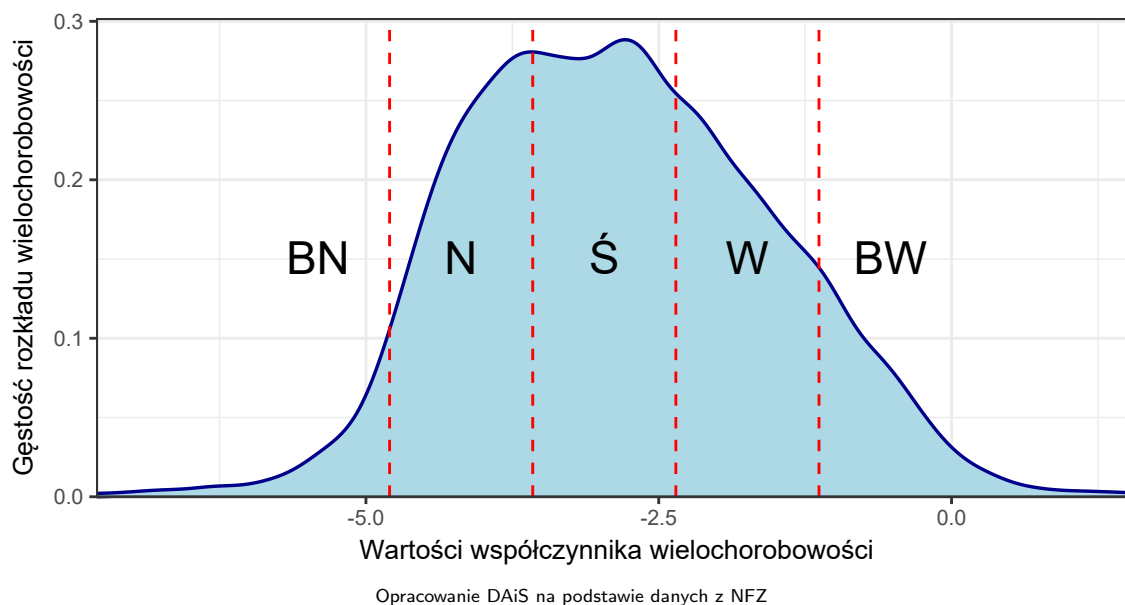 Gęstość rozkładu wielochorobowości
0.3
0.2
0.1
0.0
BN N Ś W BW
-5.0 -2.5 0.0
Wartości współczynnika wielochorobowości
Opracowanie DAiS na podstawie danych z NFZ